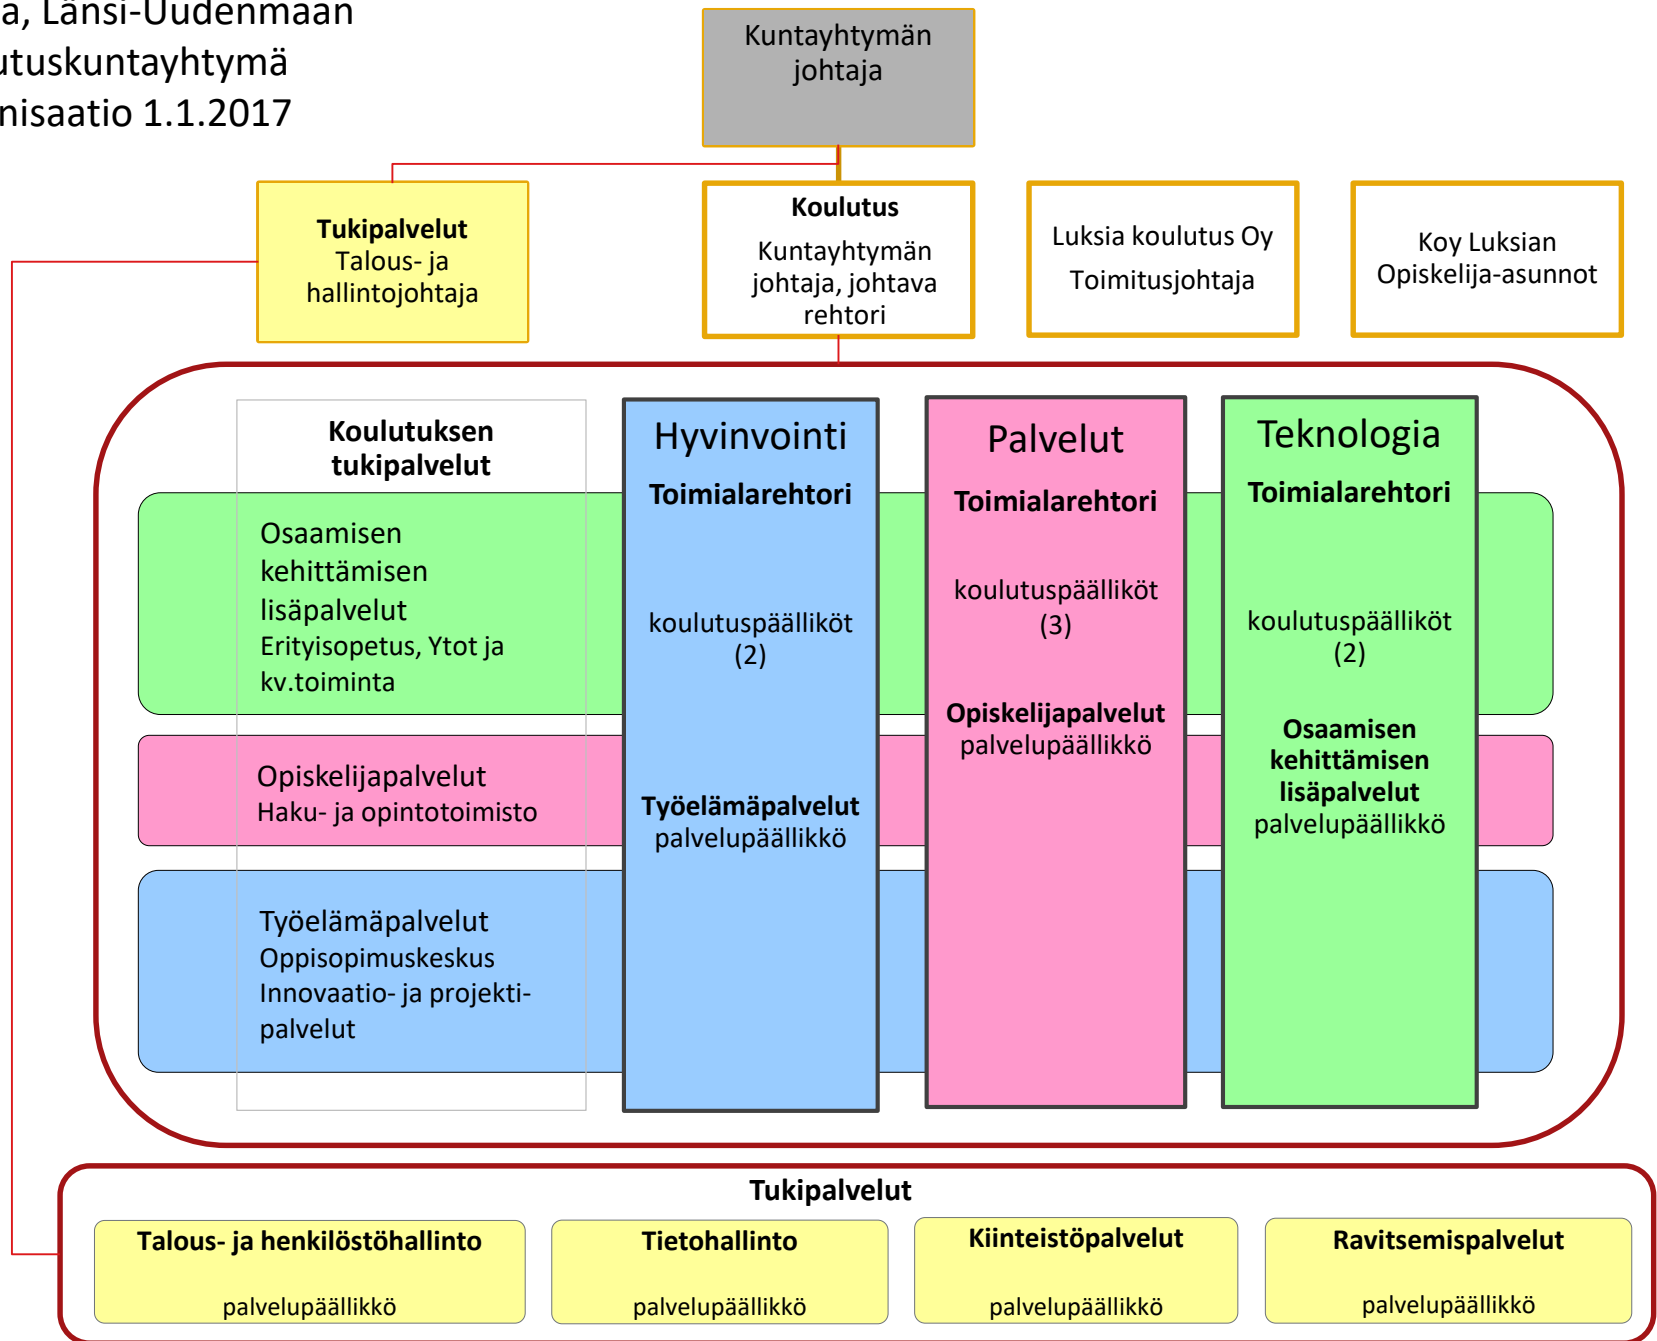 a, Länsi-Uudenmaan
utuskuntayhtymä
nisaatio 1.1.2017
Kuntayhtymän
johtaja
Tukipalvelut
Talous- ja
hallintojohtaja
Koulutus
Kuntayhtymän
johtaja, johtava
rehtori
Luksia koulutus Oy
Toimitusjohtaja
Koy Luksian
Opiskelija-asunnot
Koulutuksen
tukipalvelut
Osaamisen
kehittämisen
lisäpalvelut
Erityisopetus, Ytot ja
kv.toiminta
Opiskelijapalvelut
Haku- ja opintotoimisto
Työelämäpalvelut
Oppisopimuskeskus
Innovaatio- ja projekti-
palvelut
Hyvinvointi
Toimialarehtori
koulutuspäälliköt
(2)
Työelämäpalvelut
palvelupäällikkö
Palvelut
Toimialarehtori
koulutuspäälliköt
(3)
Opiskelijapalvelut
palvelupäällikkö
Teknologia
Toimialarehtori
koulutuspäälliköt
(2)
Osaamisen
kehittämisen
lisäpalvelut
palvelupäällikkö
Tukipalvelut
Talous- ja henkilöstöhallinto
palvelupäällikkö
Tietohallinto
palvelupäällikkö
Kiinteistöpalvelut
palvelupäällikkö
Ravitsemispalvelut
palvelupäällikkö